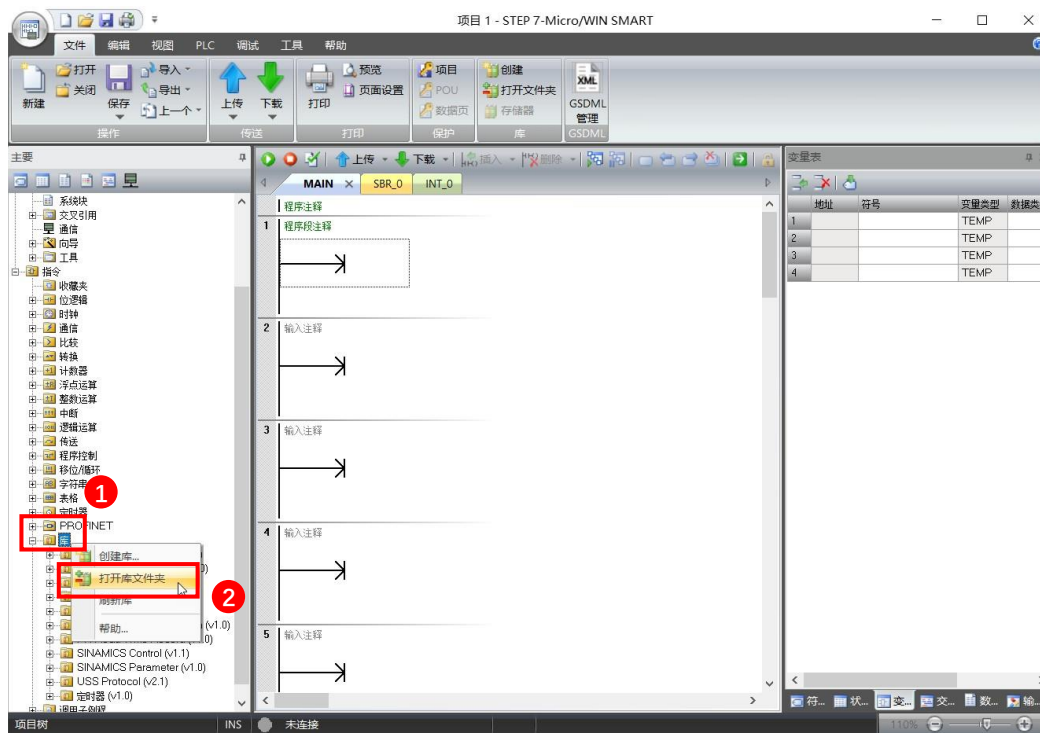 项目 1 - STEP 7-Micro/WIN SMART
文件 编辑 视图 PLC 调试 工具 帮助
新建 打开 关闭 保存 导入 导出 上一个
上传 下载
打印 预览 页面设置
项目 POU 数据页
创建 打开文件夹 存储器
XML GSDML 管理
操作 传送 打印 保护 库 GSDML
主要
系统块
交叉引用
通信
向导
工具
指令
收藏夹
位逻辑
时钟
通信
比较
转换
计数器
浮点运算
整数运算
中断
逻辑运算
传送
程序控制
移位/循环
字符串
表格
定时器
PROFINET
库
1
创建库...
打开库文件夹
刷新库
帮助...
2
(v1.0)
SINAMICS Control (v1.1)
SINAMICS Parameter (v1.0)
USS Protocol (v2.1)
定时器 (v1.0)
调用子例程
上传 下载 插入 删除
MAIN SBR_0 INT_0
程序注释
1 程序段注释
2 输入注释
3 输入注释
4 输入注释
5 输入注释
变量表
地址 符号 变量类型 数据类
1 TEMP
2 TEMP
3 TEMP
4 TEMP
符... 状... 变... 交... 数... 输...
项目树 INS 未连接 110%